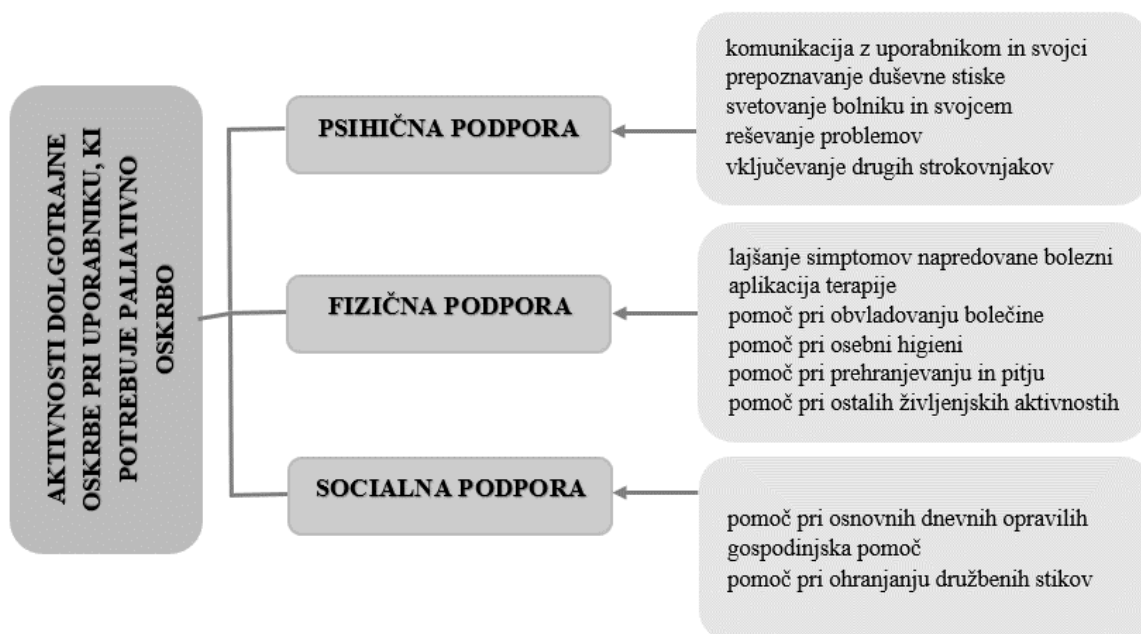 AKTIVNOSTI DOLGOTRAJNE
OSKRBE PRI UPORABNIKU, KI
POTREBUJE PALIATIVNO
OSKRBO
PSIHIČNA PODPORA
komunikacija z uporabnikom in svojci
prepoznavanje duševne stiske
svetovanje bolniku in svojcem
reševanje problemov
vključevanje drugih strokovnjakov
FIZIČNA PODPORA
lajšanje simptomov napredovane bolezni
aplikacija terapije
pomoč pri obvladovanju bolečine
pomoč pri osebni higieni
pomoč pri prehranjevanju in pitju
pomoč pri ostalih življenjskih aktivnostih
SOCIALNA PODPORA
pomoč pri osnovnih dnevnih opravilih
gospodinjska pomoč
pomoč pri ohranjanju družbenih stikov